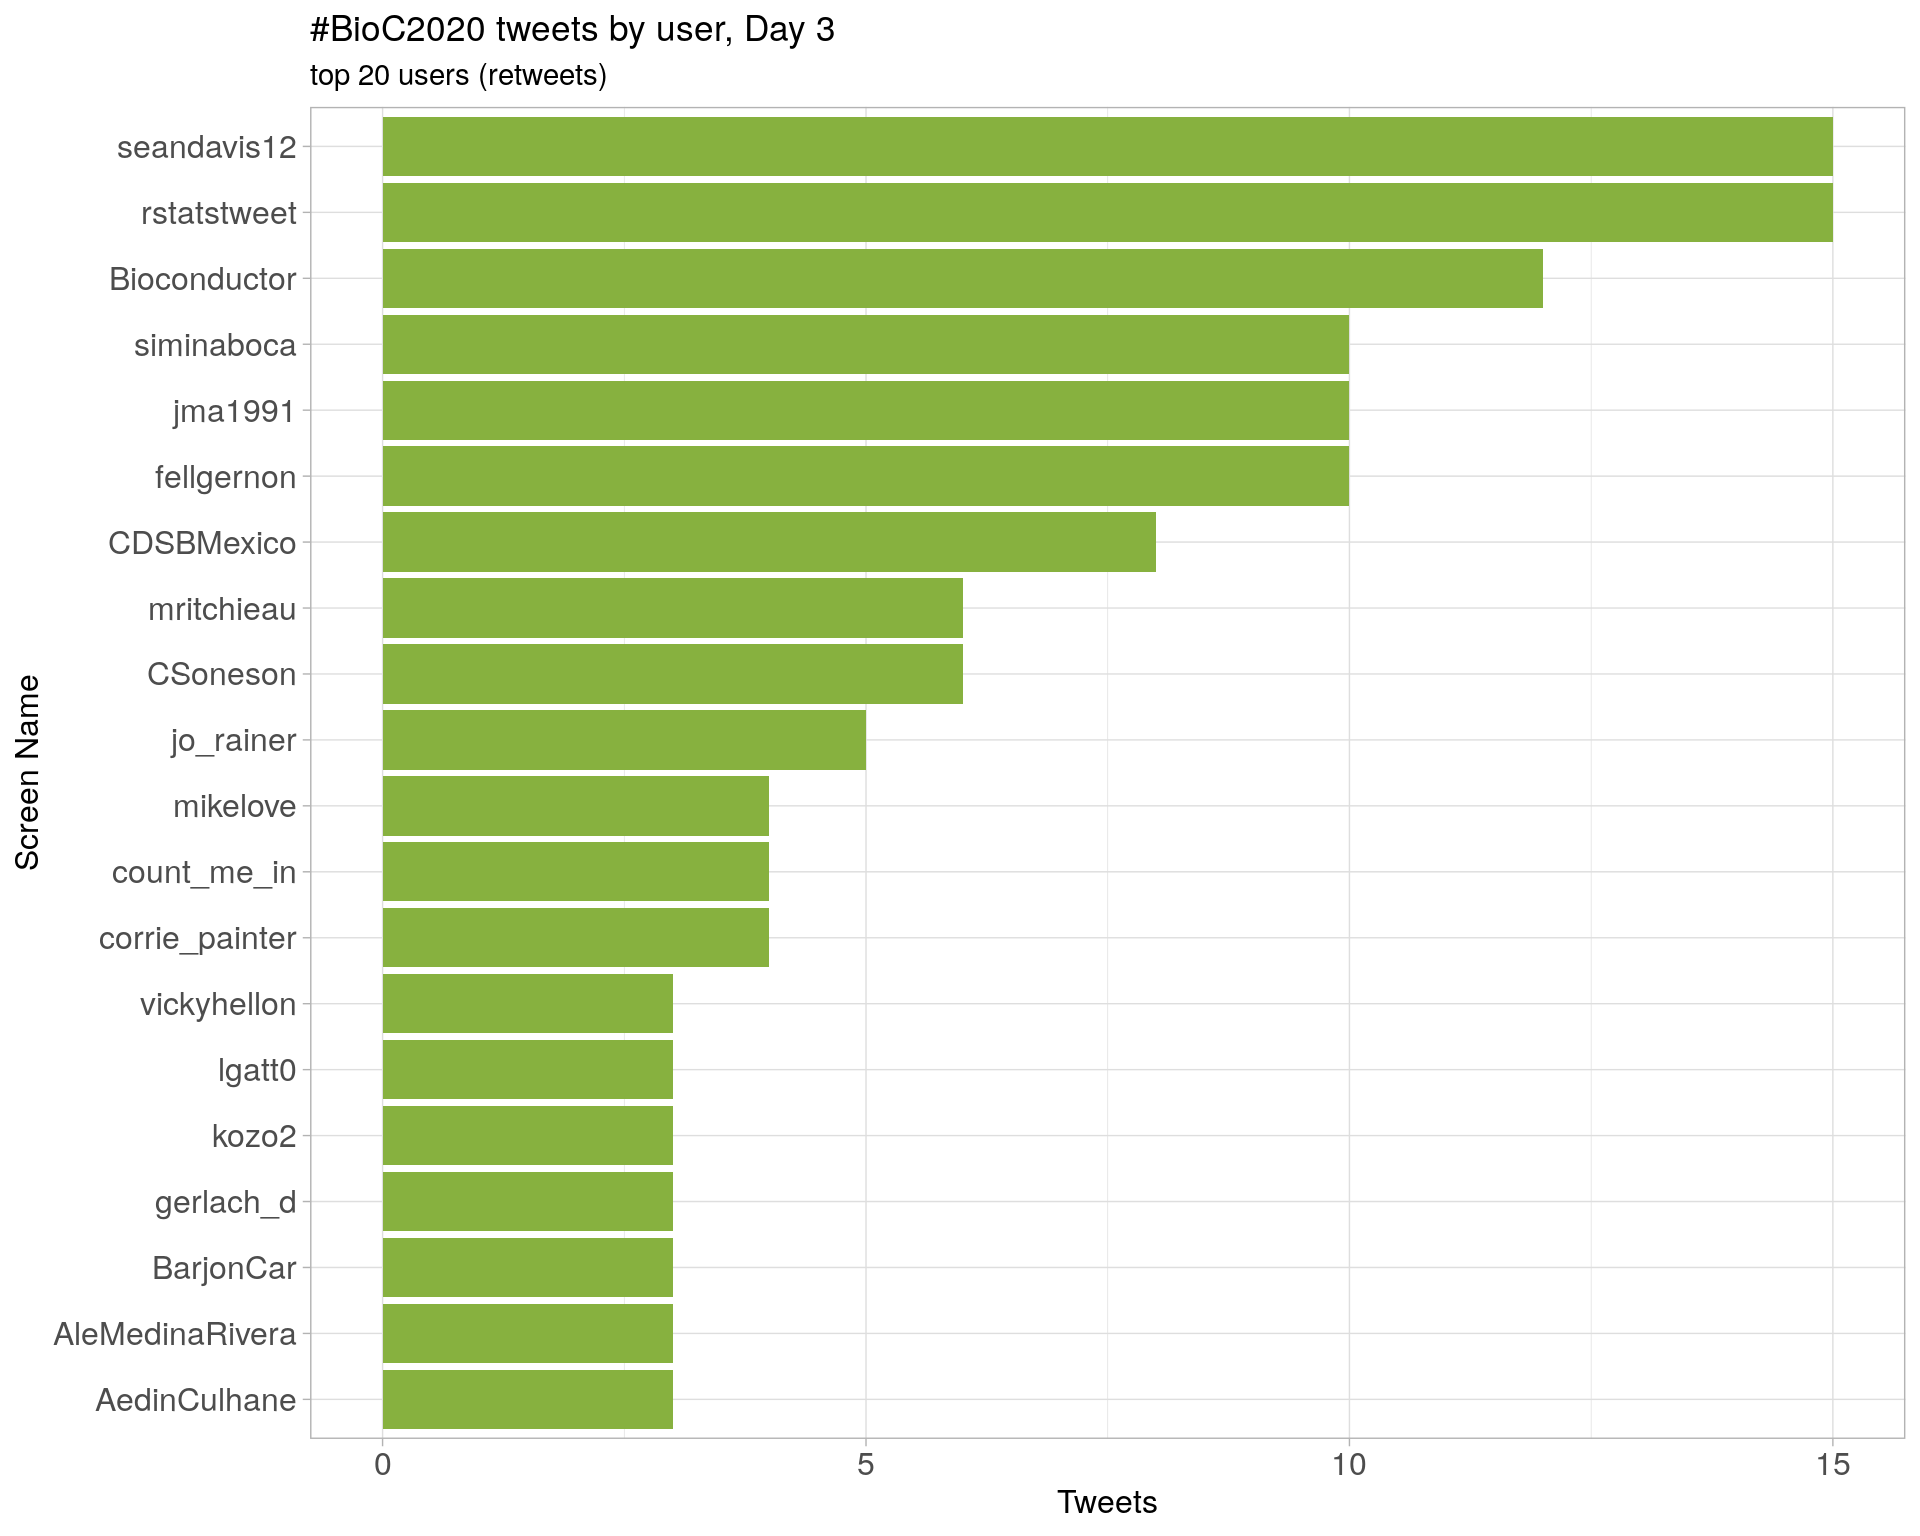 #BioC2020 tweets by user, Day 3
top 20 users (retweets)
Screen Name
seandavis12
rstatstweet
Bioconductor
siminaboca
jma1991
fellgernon
CDSBMexico
mritchieau
CSoneson
jo_rainer
mikelove
count_me_in
corrie_painter
vickyhellon
lgatt0
kozo2
gerlach_d
BarjonCar
AleMedinaRivera
AedinCulhane
0 5 10 15
Tweets